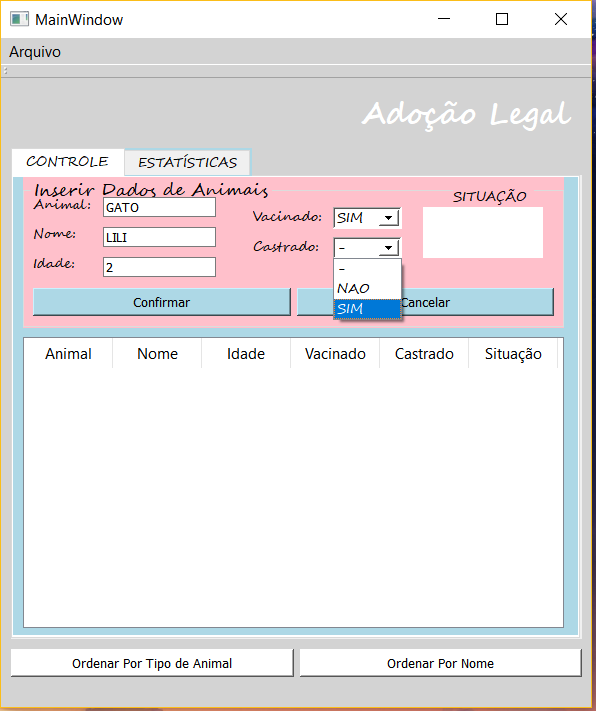 MainWindow
Arquivo
Adoção Legal
CONTROLE ESTATÍSTICAS
Inserir Dados de Animais
SITUAÇÃO
Animal: GATO
Vacinado: SIM
Nome: LILI
Castrado: -
-
NAO
SIM
Idade: 2
Confirmar Cancelar
Animal Nome Idade Vacinado Castrado Situação
Ordenar Por Tipo de Animal Ordenar Por Nome